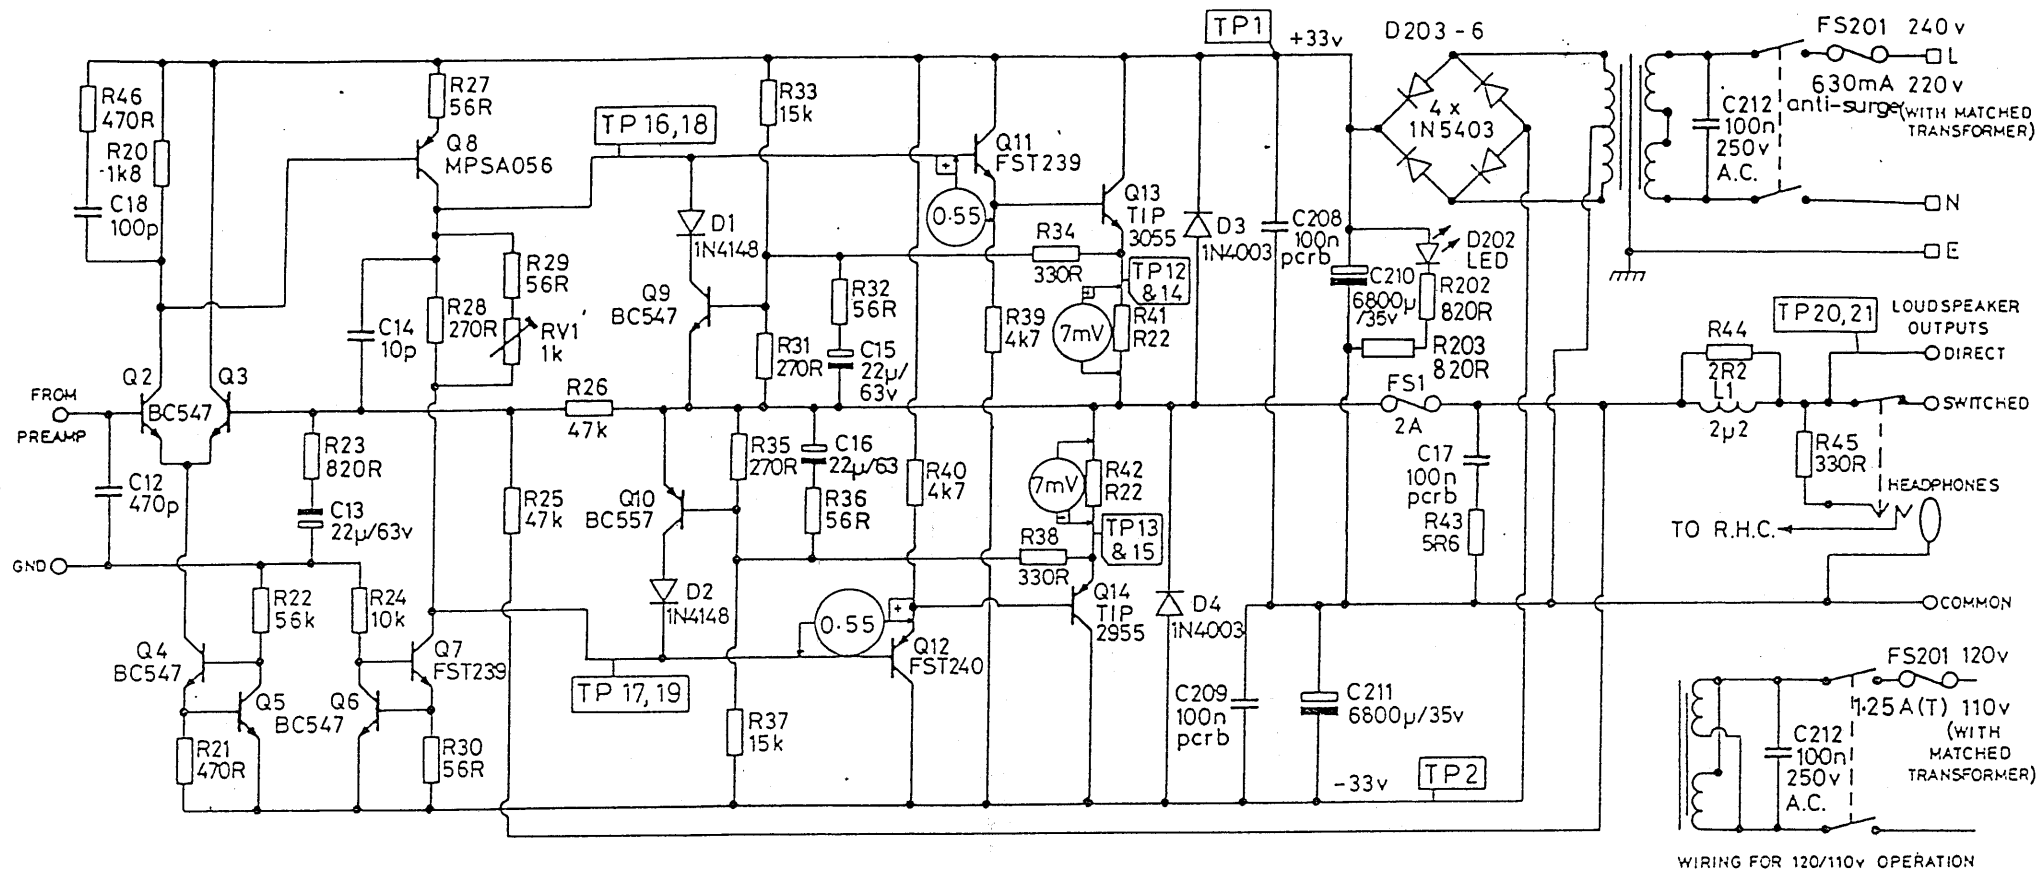 TP1
+33v
D203-6
FS201 240v
L
630mA 220v
anti-surge (WITH MATCHED
TRANSFORMER)
R46
470R
R20
1k8
C18
100p
R27
56R
Q8
MPSA056
TP 16,18
R33
15k
Q11
FST239
+
0.55
Q13
TIP
3055
4 x
1N5403
C212
100n
250v
A.C.
N
E
D1
1N4148
R34
330R
D3
1N4003
C208
100n
pcrb
D202
LED
R29
56R
R28
270R
RV1
1k
C14
10p
Q9
BC547
R32
56R
R31
270R
C15
22µ/
63v
R39
4k7
TP12
&14
7mV
R41
R22
C210
6800µ
/35v
R202
820R
R203
820R
TP20,21
LOUDSPEAKER
OUTPUTS
DIRECT
R44
2R2
L1
2µ2
SWITCHED
FROM
PREAMP
Q2
Q3
BC547
R26
47k
FS1
2A
R23
820R
C12
470p
C13
22µ/63v
R25
47k
Q10
BC557
R35
270R
C16
22µ/63
R36
56R
R40
4k7
7mV
R42
R22
TP13
&15
R38
330R
C17
100n
pcrb
R43
5R6
R45
330R
HEADPHONES
TO R.H.C.
GND
R22
56k
R24
10k
D2
1N4148
0.55
+
Q14
TIP
2955
D4
1N4003
COMMON
Q4
BC547
Q5
BC547
Q6
Q7
FST239
Q12
FST240
TP 17,19
R21
470R
R30
56R
R37
15k
C209
100n
pcrb
C211
6800µ/35v
-33v
TP2
FS201 120v
1.25A(T) 110v
(WITH
MATCHED
TRANSFORMER)
C212
100n
250v
A.C.
WIRING FOR 120/110v OPERATION